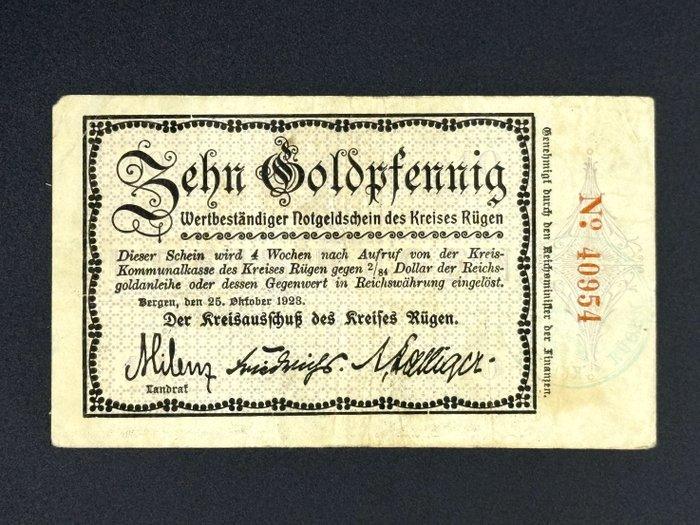 Zehn Goldpfennig
Wertbeständiger Notgeldschein des Kreises Rügen
Dieser Schein wird 4 Wochen nach Aufruf von der Kreis-
Kommunalkasse des Kreises Rügen gegen 2/84 Dollar der Reichs-
goldanleihe oder dessen Gegenwert in Reichswährung eingelöst.
Bergen, den 25. Oktober 1923.
Der Kreisausschuß des Kreises Rügen.
Milenz Friedrichs.
Landrat
Genehmigt durch den Reichsminister der Finanzen.
No 40954